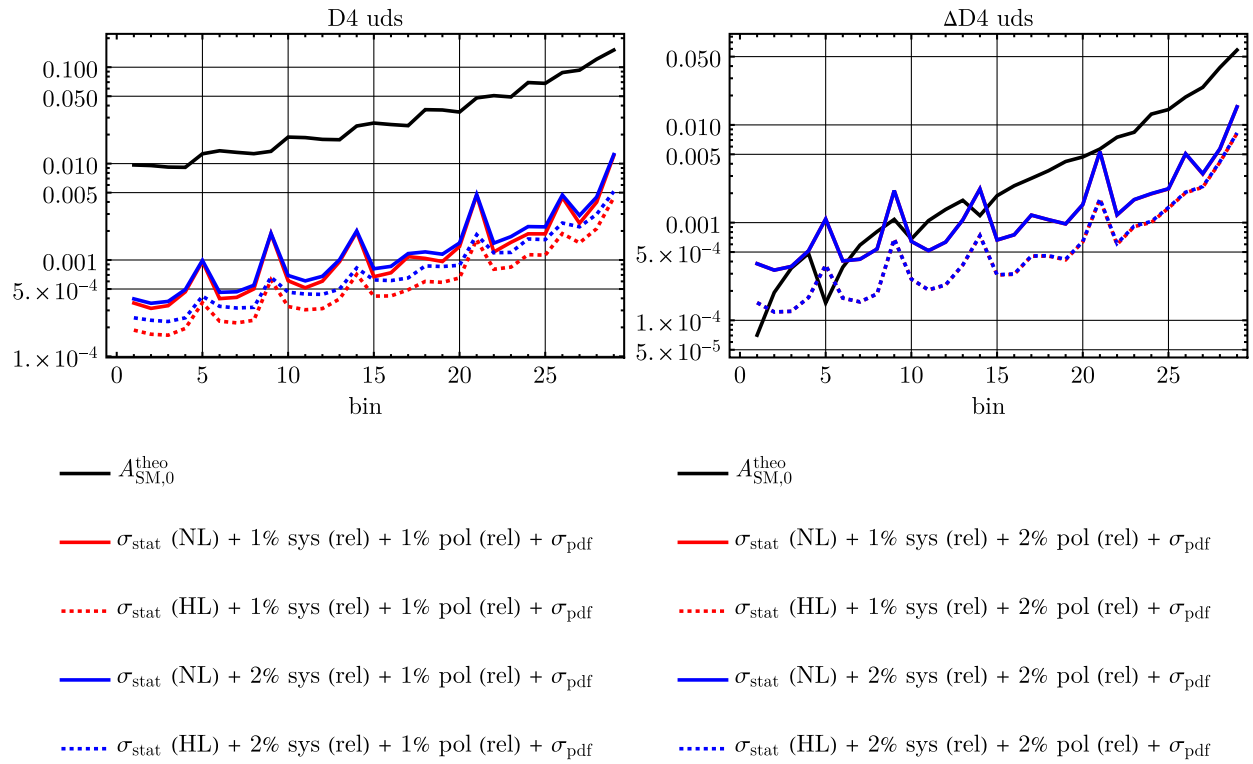 D4 uds
0.100
0.050
0.010
0.005
0.001
5.×10⁻⁴
1.×10⁻⁴
0 5 10 15 20 25
bin
A^theo_SM,0
σ_stat (NL) + 1% sys (rel) + 1% pol (rel) + σ_pdf
σ_stat (HL) + 1% sys (rel) + 1% pol (rel) + σ_pdf
σ_stat (NL) + 2% sys (rel) + 1% pol (rel) + σ_pdf
σ_stat (HL) + 2% sys (rel) + 1% pol (rel) + σ_pdf
ΔD4 uds
0.050
0.010
0.005
0.001
5.×10⁻⁴
1.×10⁻⁴
5.×10⁻⁵
0 5 10 15 20 25
bin
A^theo_SM,0
σ_stat (NL) + 1% sys (rel) + 2% pol (rel) + σ_pdf
σ_stat (HL) + 1% sys (rel) + 2% pol (rel) + σ_pdf
σ_stat (NL) + 2% sys (rel) + 2% pol (rel) + σ_pdf
σ_stat (HL) + 2% sys (rel) + 2% pol (rel) + σ_pdf